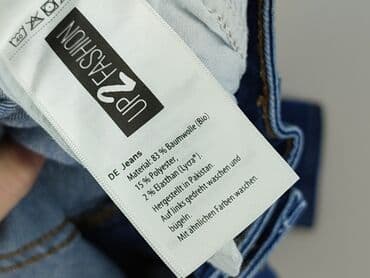 UP2FASHION
DE Jeans
Material: 83 % Baumwolle (Bio)
15 % Polyester,
2 % Elasthan (Lycra®).
Hergestellt in Pakistan.
Auf links gedreht waschen und
bügeln.
Mit ähnlichen Farben waschen.